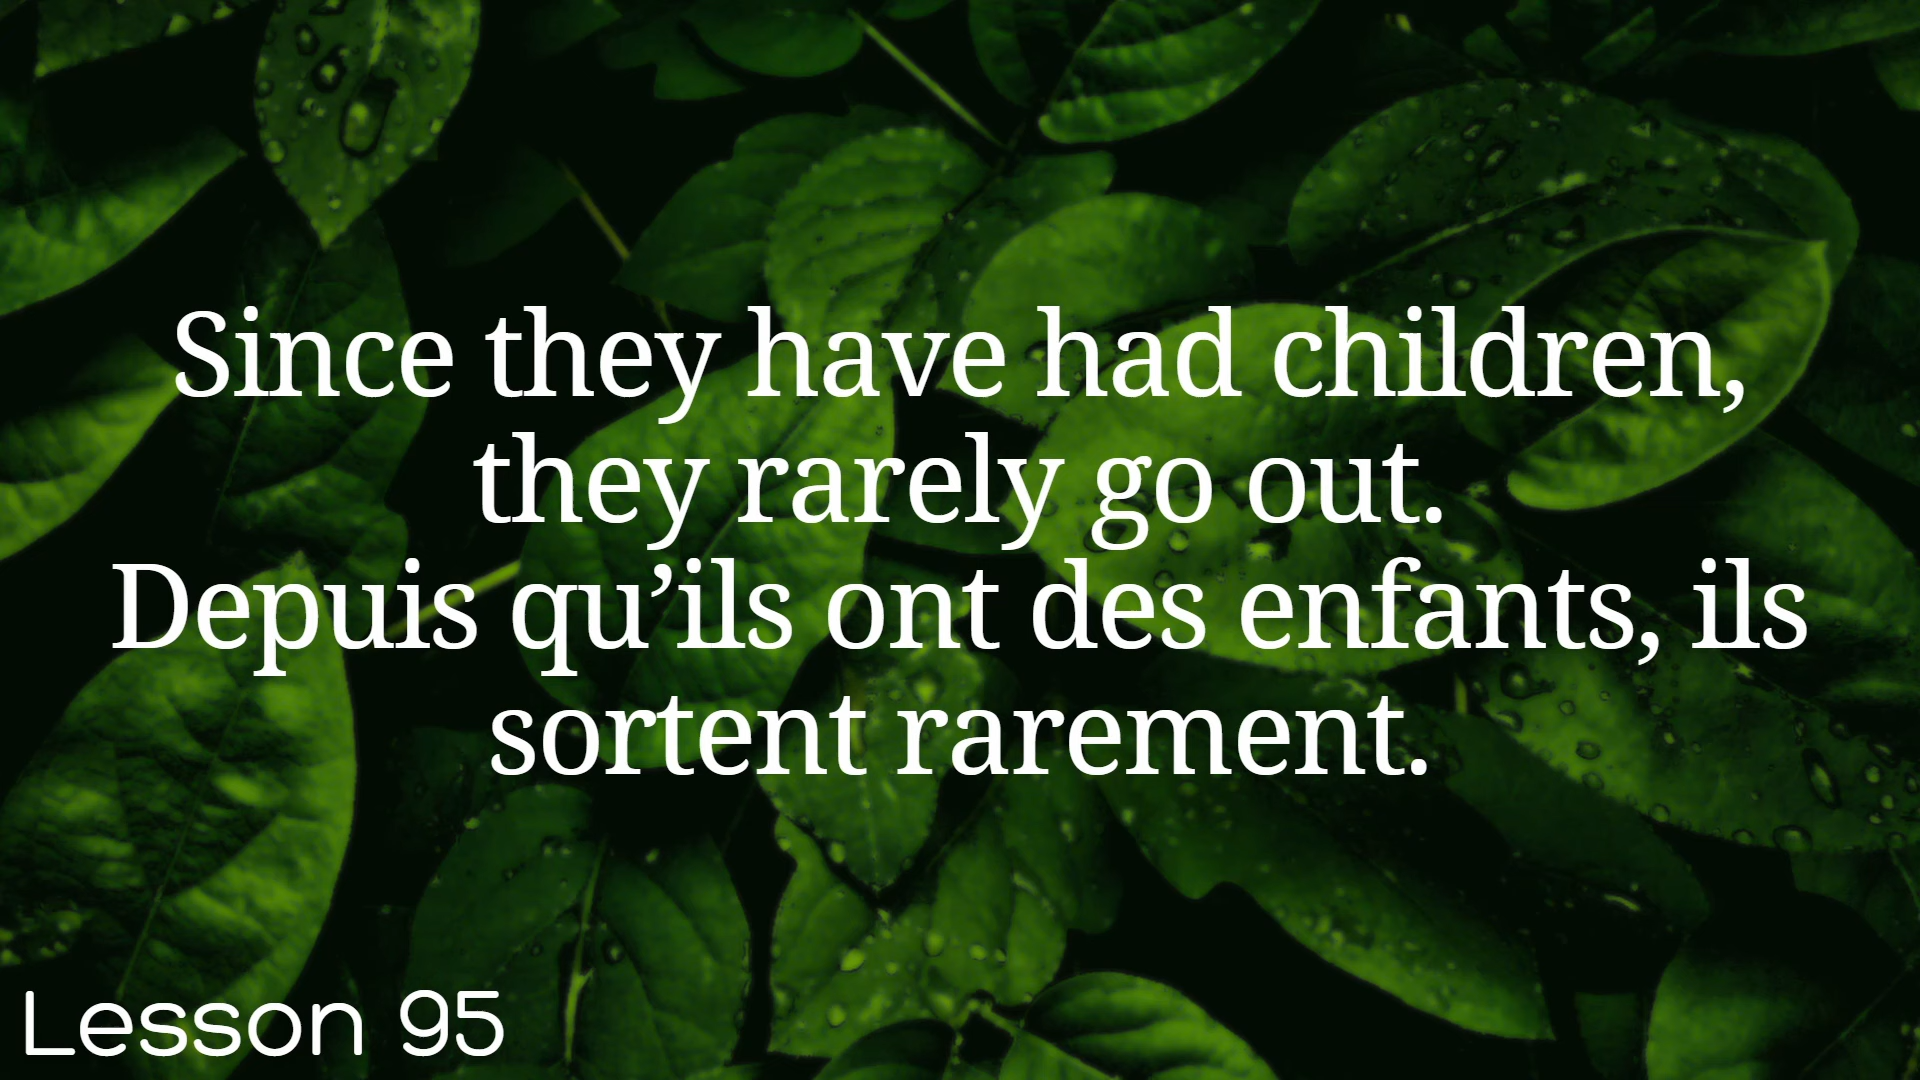 Since they have had children,
they rarely go out.
Depuis qu’ils ont des enfants, ils
sortent rarement.
Lesson 95